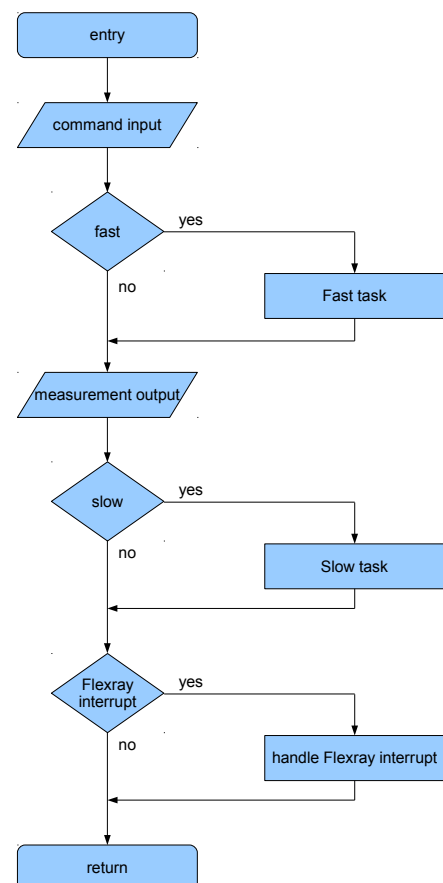 entry
command input
fast
yes
no
Fast task
measurement output
slow
yes
no
Slow task
Flexray
interrupt
yes
no
handle Flexray interrupt
return